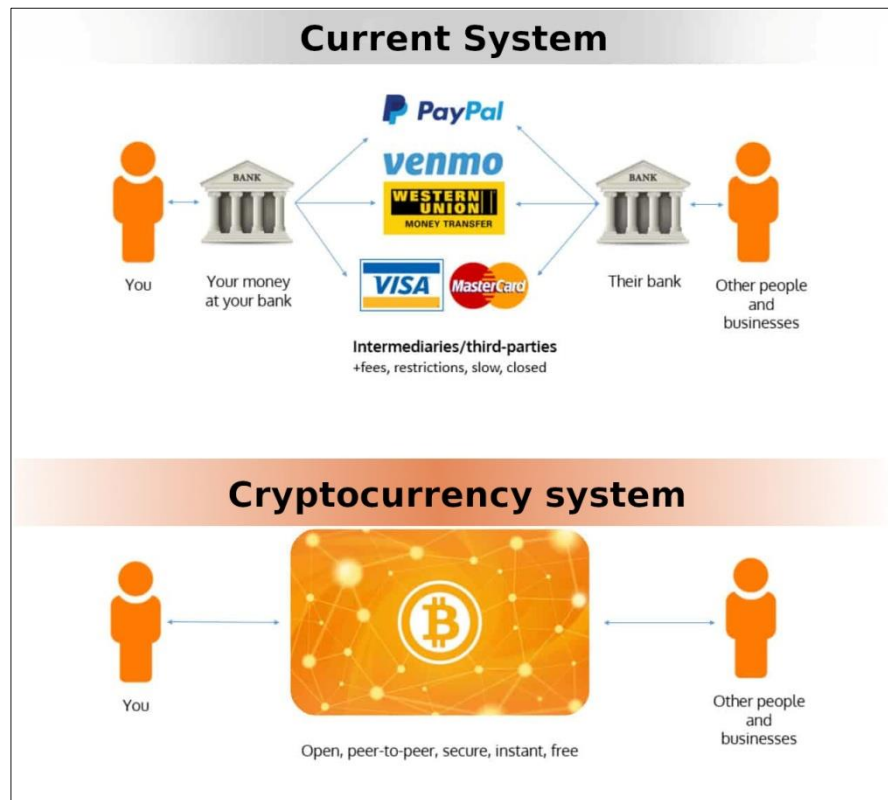 Current System
PayPal
venmo
WESTERN
UNION
MONEY TRANSFER
BANK
BANK
VISA
MasterCard
You
Your money
at your bank
Their bank
Other people
and
businesses
Intermediaries/third-parties
+fees, restrictions, slow, closed
Cryptocurrency system
You
Other people
and
businesses
Open, peer-to-peer, secure, instant, free